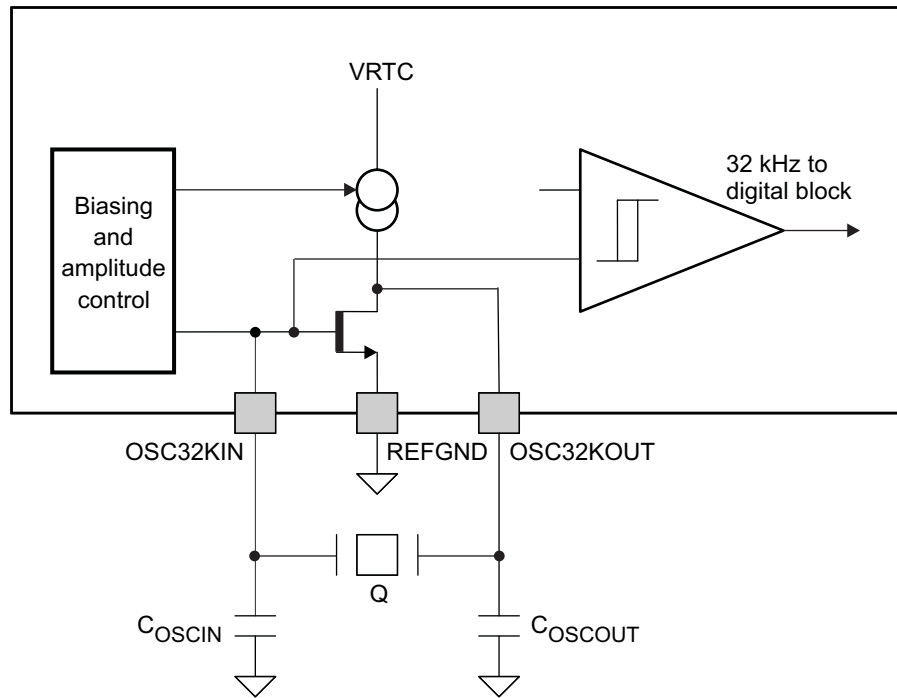 VRTC
Biasing
and
amplitude
control
32 kHz to
digital block
OSC32KIN
REFGND
OSC32KOUT
Q
COSCIN
COSCOUT